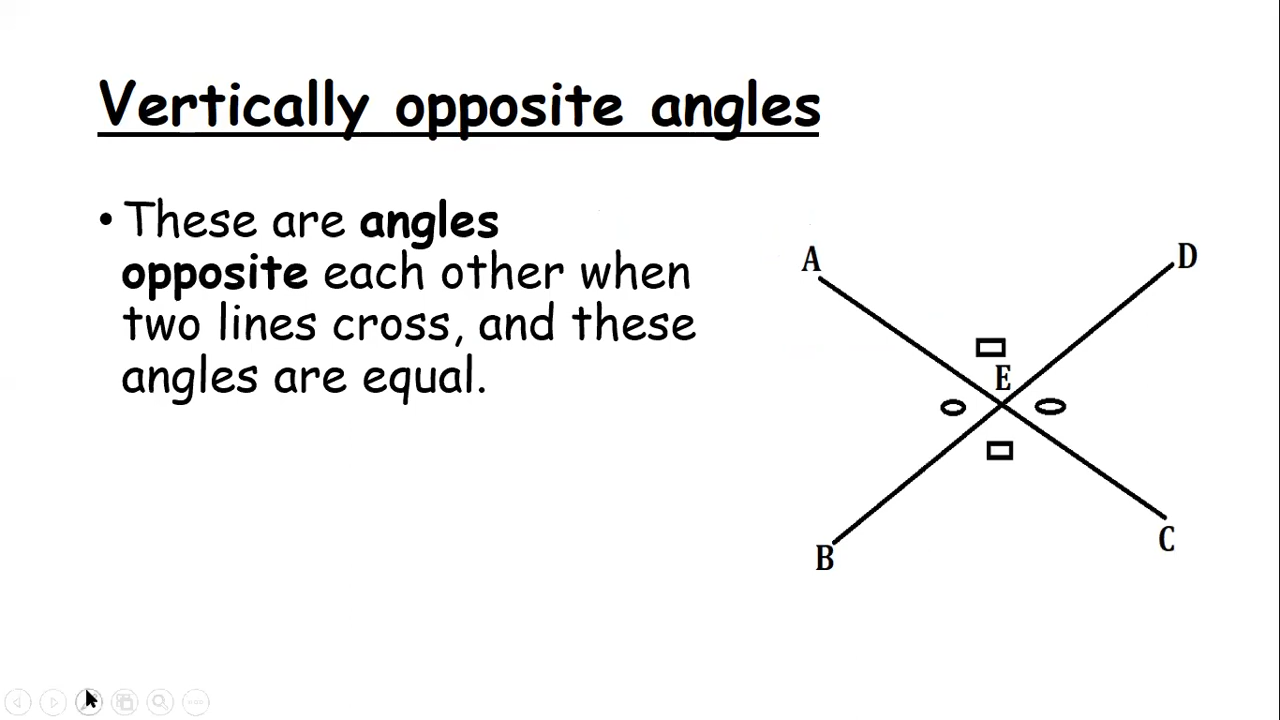 Vertically opposite angles
• These are angles
opposite each other when
two lines cross, and these
angles are equal.
A
D
E
B
C